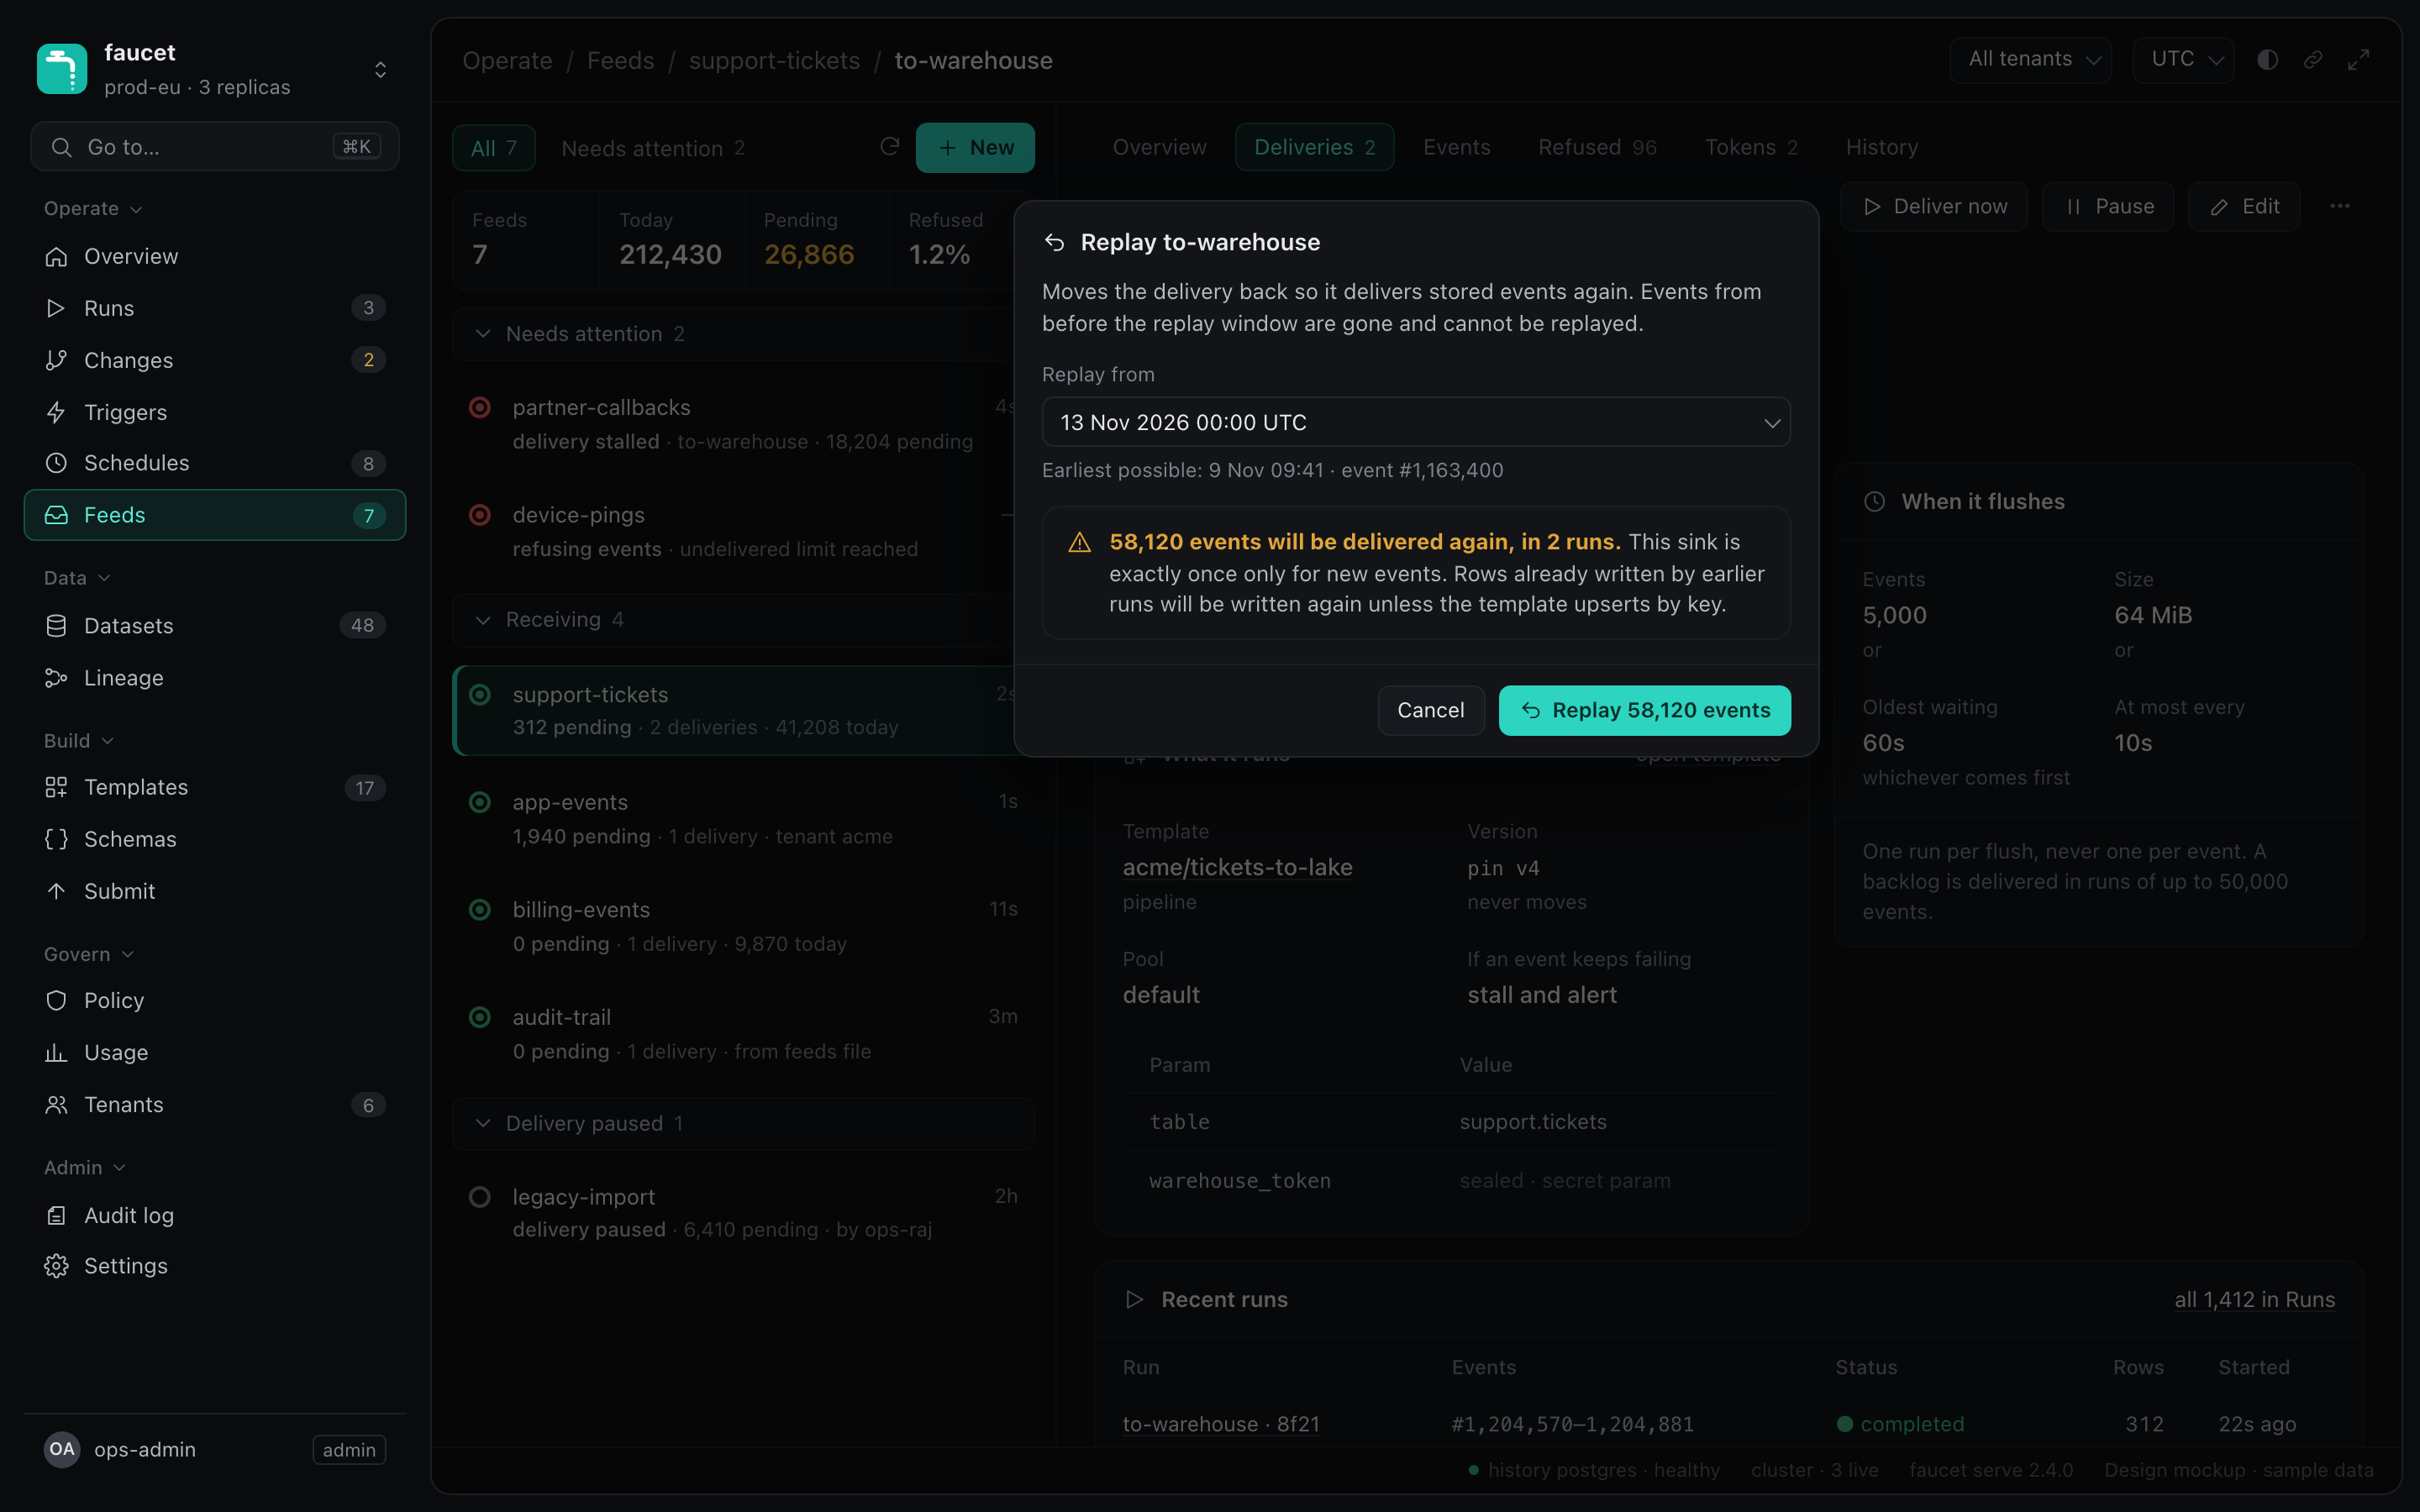 faucet
prod-eu · 3 replicas
Go to...
⌘K
Operate
Overview
Runs 3
Changes 2
Triggers
Schedules 8
Feeds 7
Data
Datasets 48
Lineage
Build
Templates 17
Schemas
Submit
Govern
Policy
Usage
Tenants 6
Admin
Audit log
Settings
OA ops-admin admin
Operate / Feeds / support-tickets / to-warehouse
All tenants
UTC
All 7
Needs attention 2
New
Feeds
7
Today
212,430
Pending
26,866
Refused
1.2%
Needs attention 2
partner-callbacks
delivery stalled · to-warehouse · 18,204 pending
device-pings
refusing events · undelivered limit reached
Receiving 4
support-tickets
312 pending · 2 deliveries · 41,208 today
app-events 1s
1,940 pending · 1 delivery · tenant acme
billing-events 11s
0 pending · 1 delivery · 9,870 today
audit-trail 3m
0 pending · 1 delivery · from feeds file
Delivery paused 1
legacy-import 2h
delivery paused · 6,410 pending · by ops-raj
Overview
Deliveries 2
Events
Refused 96
Tokens 2
History
Deliver now
Pause
Edit
Replay to-warehouse
Moves the delivery back so it delivers stored events again. Events from
before the replay window are gone and cannot be replayed.
Replay from
13 Nov 2026 00:00 UTC
Earliest possible: 9 Nov 09:41 · event #1,163,400
58,120 events will be delivered again, in 2 runs. This sink is
exactly once only for new events. Rows already written by earlier
runs will be written again unless the template upserts by key.
Cancel
Replay 58,120 events
When it flushes
Events
5,000
or
Size
64 MiB
or
Oldest waiting
60s
whichever comes first
At most every
10s
One run per flush, never one per event. A
backlog is delivered in runs of up to 50,000
events.
Template
acme/tickets-to-lake
pipeline
Version
pin v4
never moves
Pool
default
If an event keeps failing
stall and alert
Param Value
table support.tickets
warehouse_token sealed · secret param
Recent runs
all 1,412 in Runs
Run Events Status Rows Started
to-warehouse · 8f21 #1,204,570–1,204,881 completed 312 22s ago
history postgres · healthy
cluster · 3 live
faucet serve 2.4.0
Design mockup · sample data